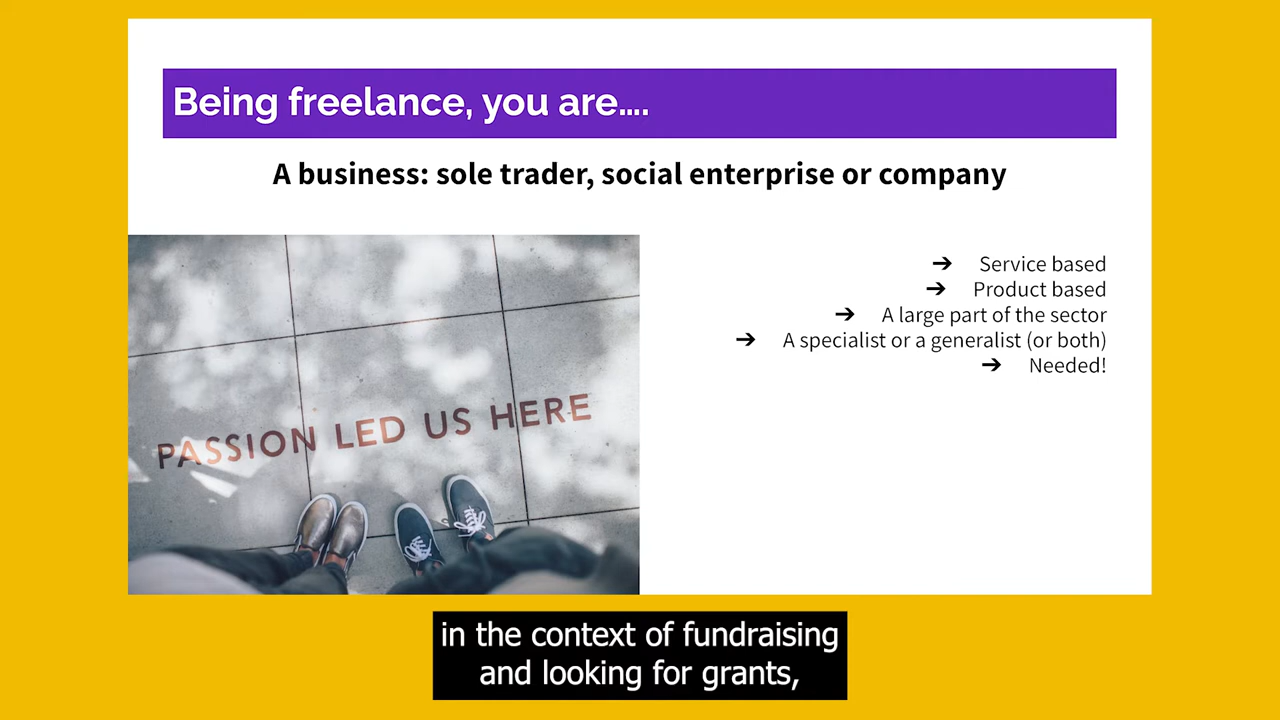 Being freelance, you are....
A business: sole trader, social enterprise or company
➔ Service based
➔ Product based
➔ A large part of the sector
➔ A specialist or a generalist (or both)
➔ Needed!
PASSION LED US HERE
in the context of fundraising
and looking for grants,